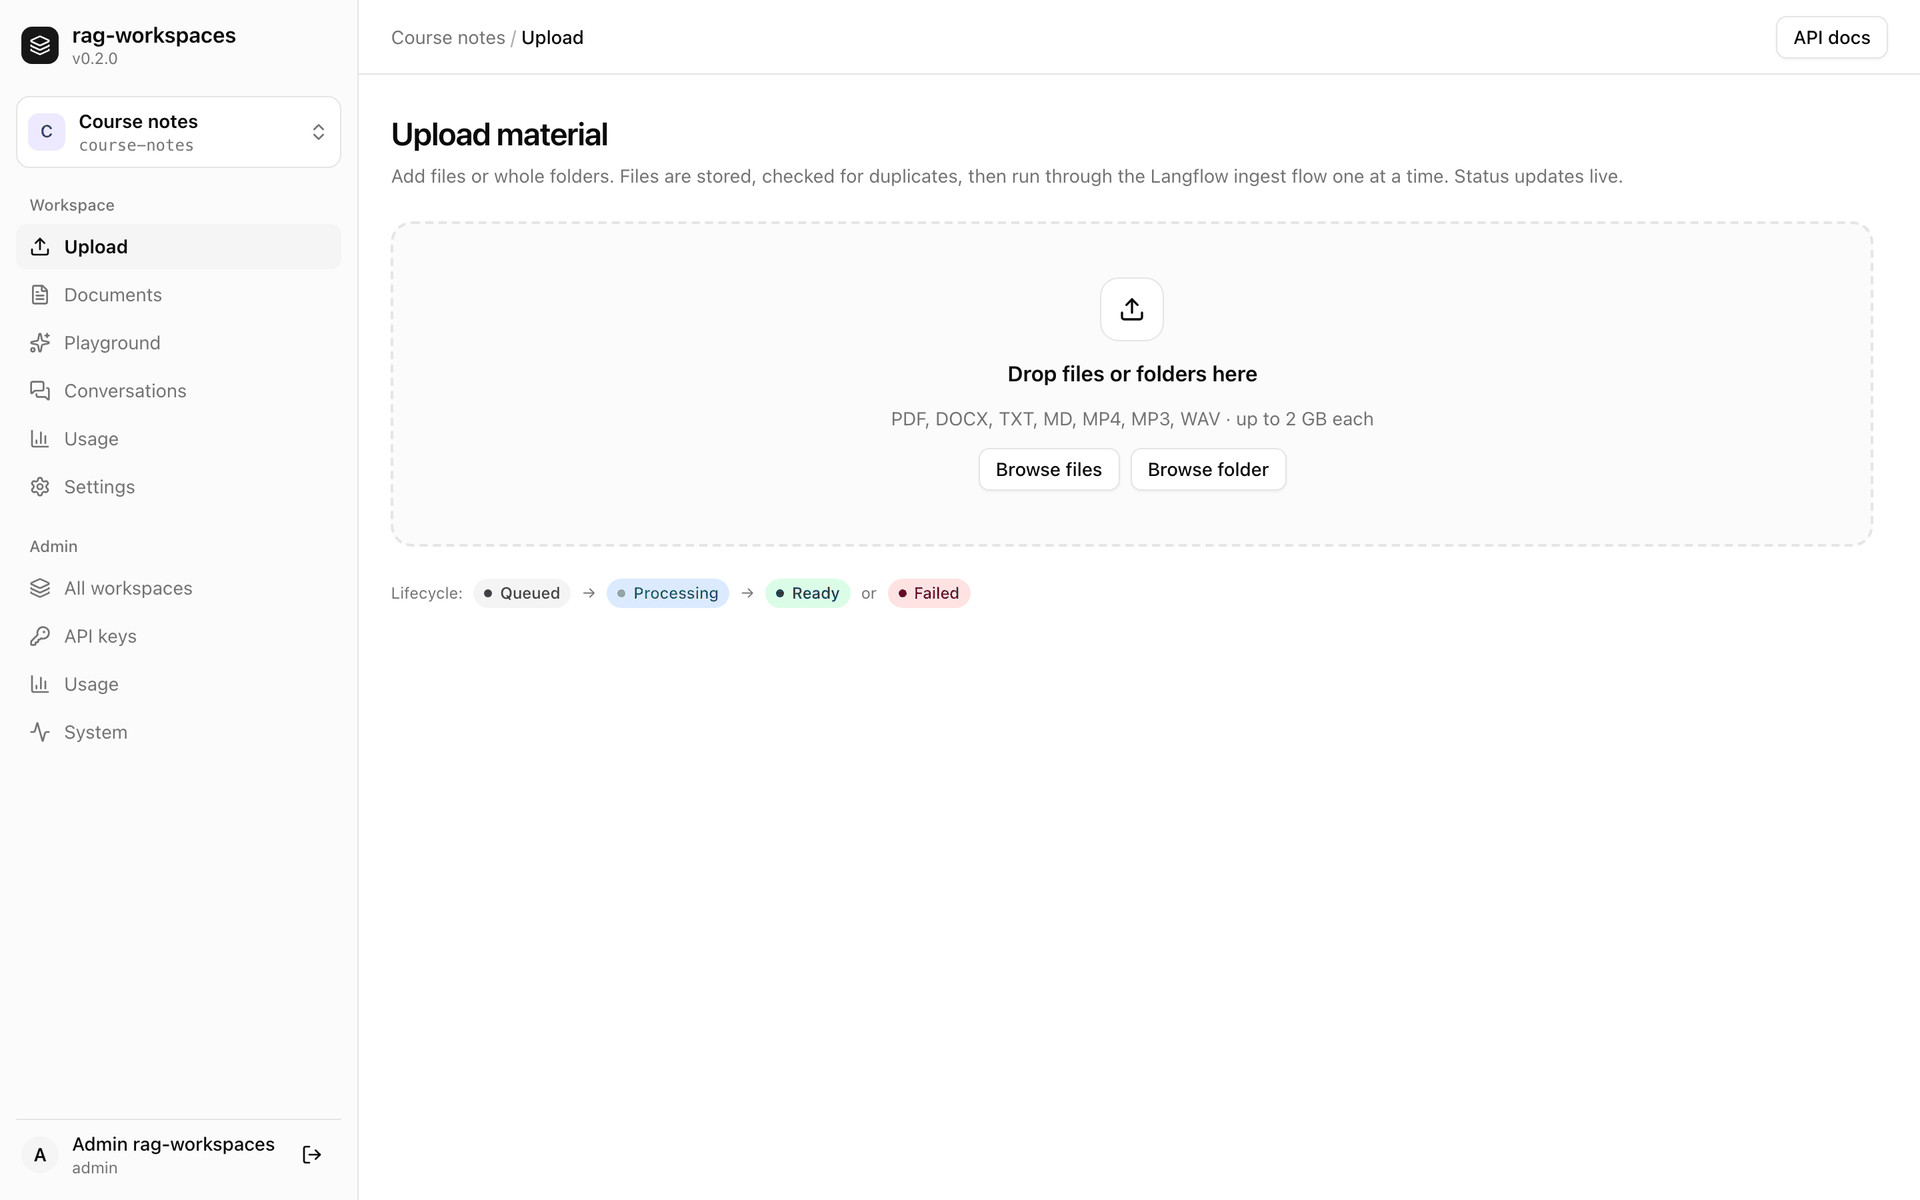 rag-workspaces
v0.2.0
C
Course notes
course-notes
Workspace
Upload
Documents
Playground
Conversations
Usage
Settings
Admin
All workspaces
API keys
Usage
System
A
Admin rag-workspaces
admin
Course notes / Upload
API docs
Upload material
Add files or whole folders. Files are stored, checked for duplicates, then run through the Langflow ingest flow one at a time. Status updates live.
Drop files or folders here
PDF, DOCX, TXT, MD, MP4, MP3, WAV · up to 2 GB each
Browse files
Browse folder
Lifecycle: Queued → Processing → Ready or Failed